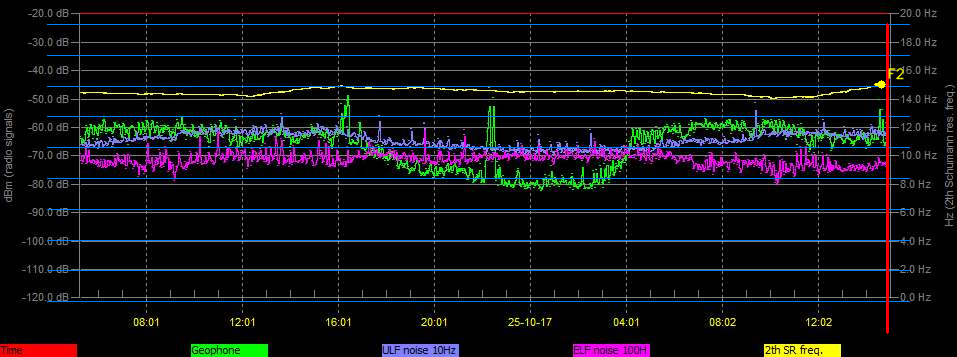 -20.0 dB 20.0 Hz
-30.0 dB 18.0 Hz
-40.0 dB F2 16.0 Hz
-50.0 dB 14.0 Hz
-60.0 dB 12.0 Hz
-70.0 dB 10.0 Hz
-80.0 dB 8.0 Hz
-90.0 dB 6.0 Hz
-100.0 dB 4.0 Hz
-110.0 dB 2.0 Hz
-120.0 dB 0.0 Hz
dBm (radio signals)
Hz (2th Schumann res. freq.)
08:01 12:01 16:01 20:01 25-10-17 04:01 08:02 12:02
Time Geophone ULF noise 10Hz ELF noise 100H 2th SR freq.